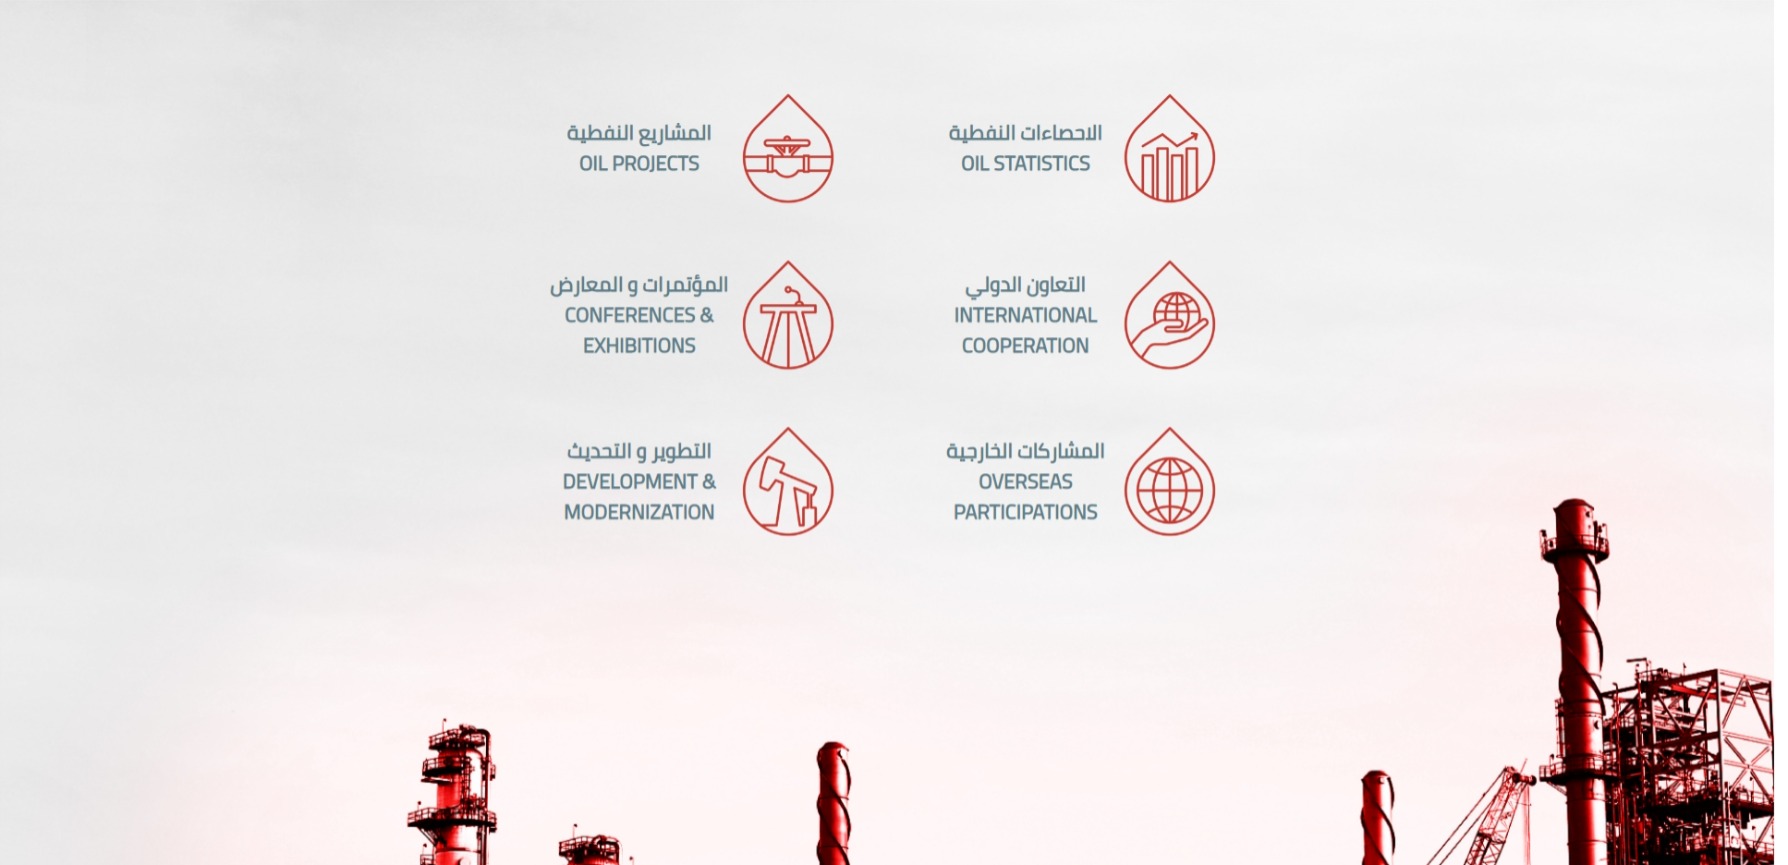 الاحصاءات النفطية
OIL STATISTICS
المشاريع النفطية
OIL PROJECTS
التعاون الدولي
INTERNATIONAL
COOPERATION
المؤتمرات و المعارض
CONFERENCES &
EXHIBITIONS
المشاركات الخارجية
OVERSEAS
PARTICIPATIONS
التطوير و التحديث
DEVELOPMENT &
MODERNIZATION